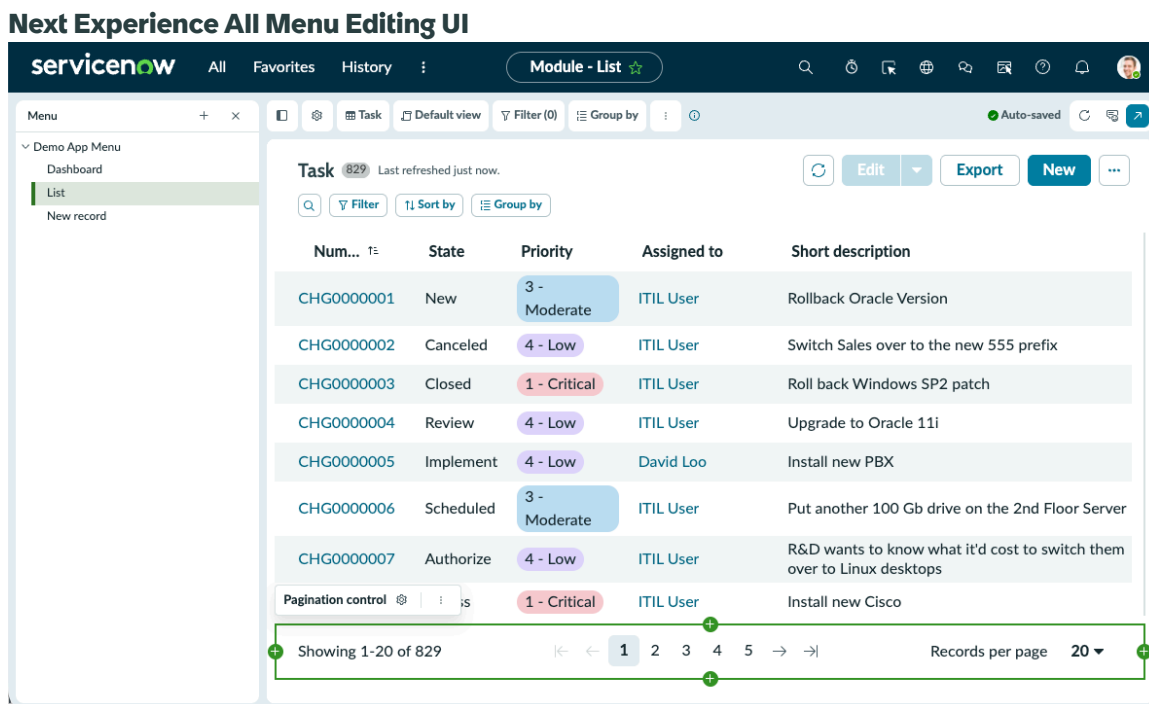 Next Experience All Menu Editing UI
servicenow All Favorites History Module - List
Menu
Task Default view Filter (0) Group by Auto-saved
Demo App Menu
Dashboard
List
New record
Task 829 Last refreshed just now. Edit Export New
Filter Sort by Group by
Num... State Priority Assigned to Short description
CHG0000001 New 3 - Moderate ITIL User Rollback Oracle Version
CHG0000002 Canceled 4 - Low ITIL User Switch Sales over to the new 555 prefix
CHG0000003 Closed 1 - Critical ITIL User Roll back Windows SP2 patch
CHG0000004 Review 4 - Low ITIL User Upgrade to Oracle 11i
CHG0000005 Implement 4 - Low David Loo Install new PBX
CHG0000006 Scheduled 3 - Moderate ITIL User Put another 100 Gb drive on the 2nd Floor Server
CHG0000007 Authorize 4 - Low ITIL User R&D wants to know what it'd cost to switch them
over to Linux desktops
Pagination control 1 - Critical ITIL User Install new Cisco
Showing 1-20 of 829 1 2 3 4 5 Records per page 20